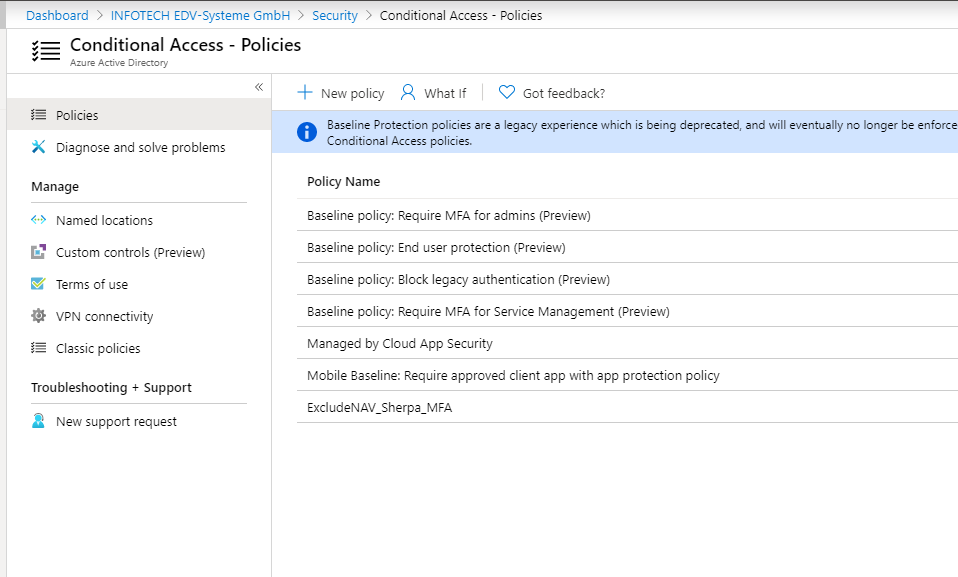 Dashboard > INFOTECH EDV-Systeme GmbH > Security > Conditional Access - Policies
Conditional Access - Policies
Azure Active Directory
«
Policies
Diagnose and solve problems
Manage
Named locations
Custom controls (Preview)
Terms of use
VPN connectivity
Classic policies
Troubleshooting + Support
New support request
New policy What If Got feedback?
Baseline Protection policies are a legacy experience which is being deprecated, and will eventually no longer be enforce
Conditional Access policies.
Policy Name
Baseline policy: Require MFA for admins (Preview)
Baseline policy: End user protection (Preview)
Baseline policy: Block legacy authentication (Preview)
Baseline policy: Require MFA for Service Management (Preview)
Managed by Cloud App Security
Mobile Baseline: Require approved client app with app protection policy
ExcludeNAV_Sherpa_MFA